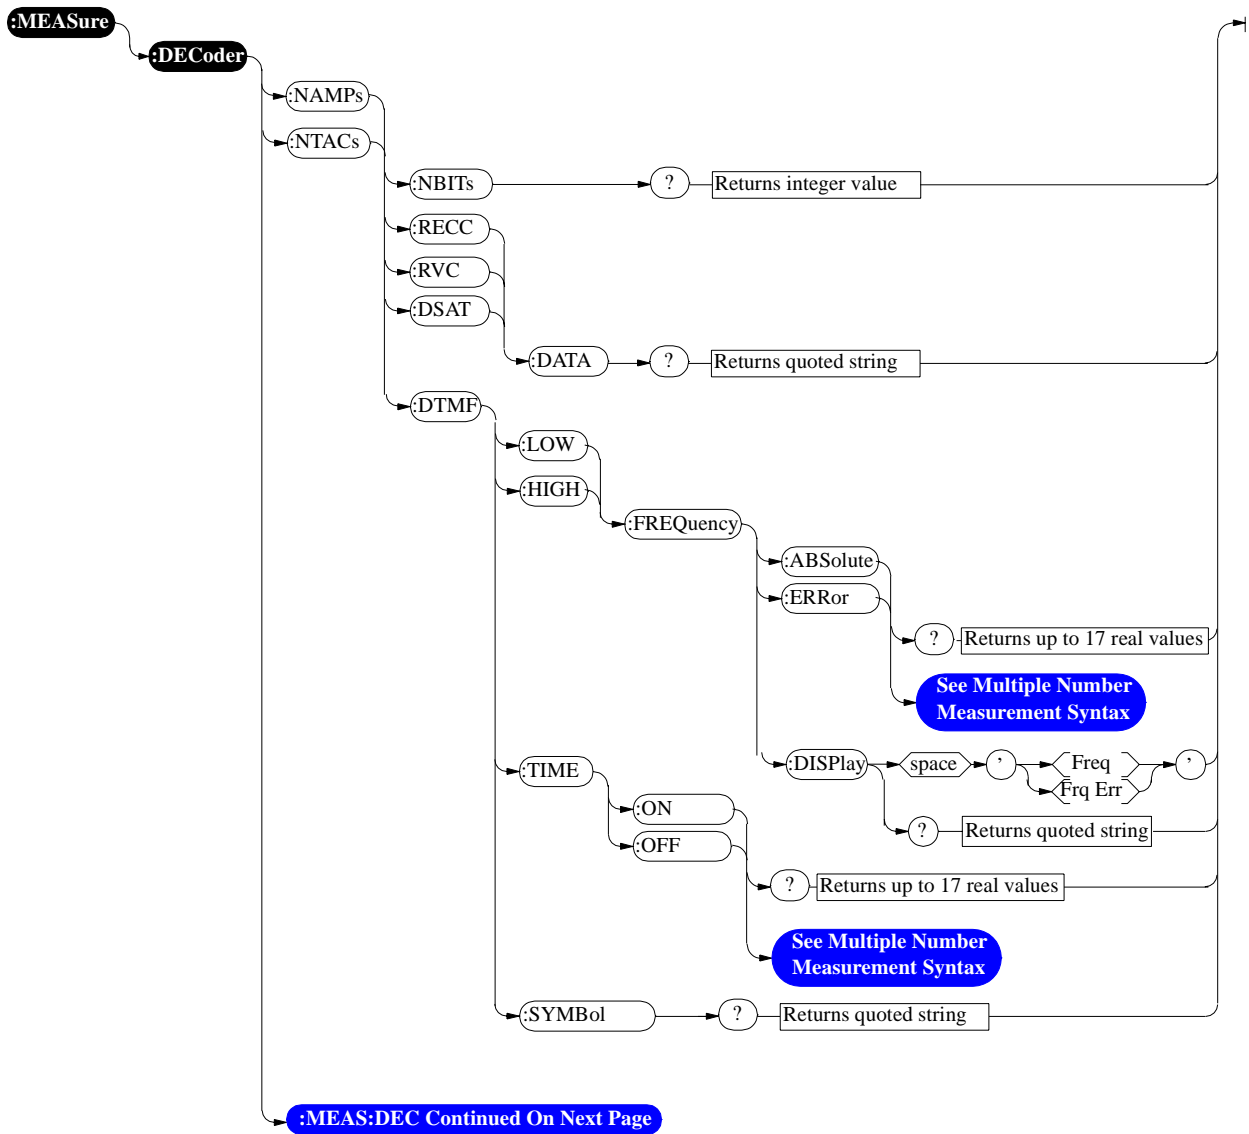 :MEASure
:DECoder
:NAMPs
:NTACs
:NBITs ? Returns integer value
:RECC
:RVC
:DSAT
:DATA ? Returns quoted string
:DTMF
:LOW
:HIGH
:FREQuency
:ABSolute
:ERRor
? Returns up to 17 real values
See Multiple Number
Measurement Syntax
:DISPlay space ’ Freq ’
Frq Err
? Returns quoted string
:TIME
:ON
:OFF
? Returns up to 17 real values
See Multiple Number
Measurement Syntax
:SYMBol ? Returns quoted string
:MEAS:DEC Continued On Next Page